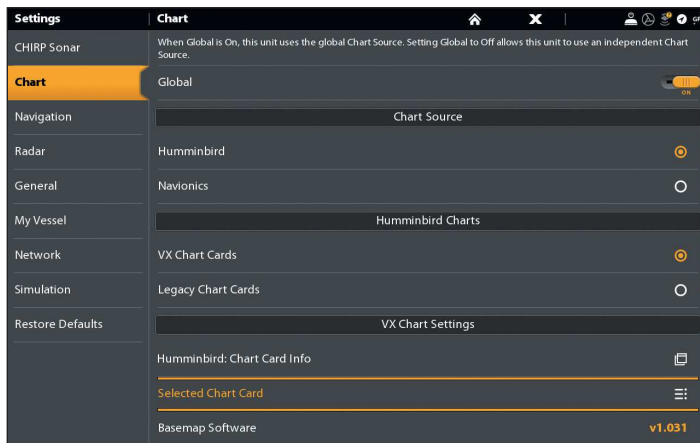 Settings
Chart
CHIRP Sonar
When Global is On, this unit uses the global Chart Source. Setting Global to Off allows this unit to use an independent Chart
Source.
Chart
Global
ON
Navigation
Chart Source
Radar
Humminbird
General
Navionics
My Vessel
Humminbird Charts
Network
VX Chart Cards
Simulation
Legacy Chart Cards
Restore Defaults
VX Chart Settings
Humminbird: Chart Card Info
Selected Chart Card
Basemap Software
v1.031